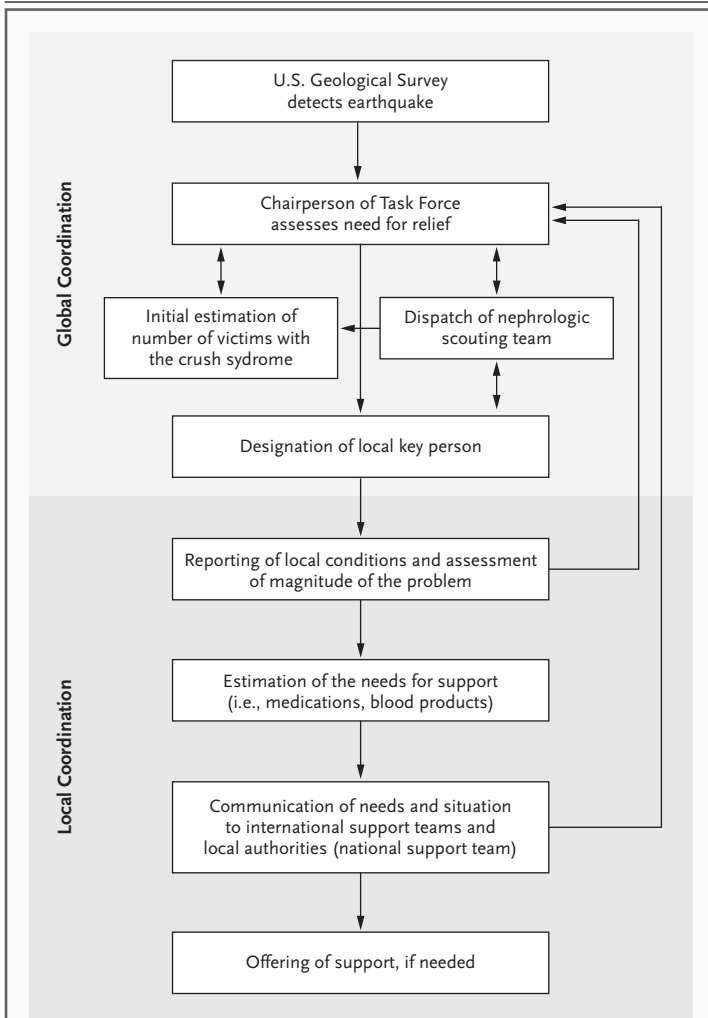 U.S. Geological Survey
detects earthquake
Global Coordination
Chairperson of Task Force
assesses need for relief
Initial estimation of
number of victims with
the crush sydrome
Dispatch of nephrologic
scouting team
Designation of local key person
Local Coordination
Reporting of local conditions and assessment
of magnitude of the problem
Estimation of the needs for support
(i.e., medications, blood products)
Communication of needs and situation
to international support teams and
local authorities (national support team)
Offering of support, if needed